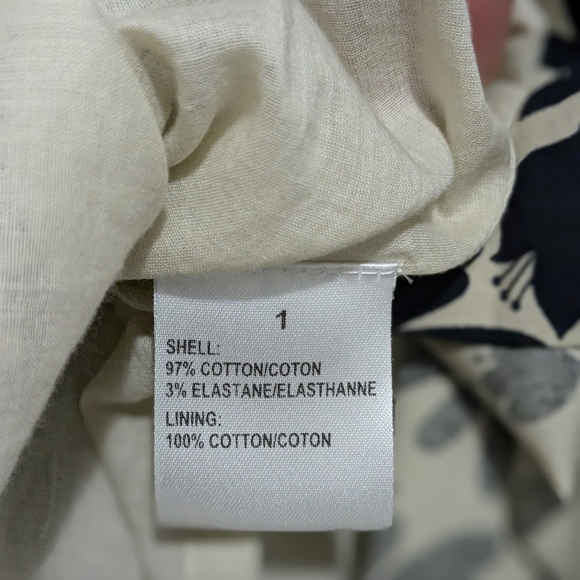 1
SHELL:
97% COTTON/COTON
3% ELASTANE/ELASTHANNE
LINING:
100% COTTON/COTON